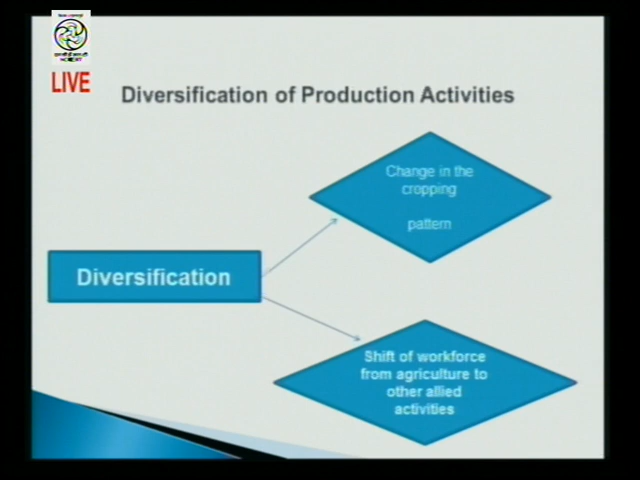 NCERT
LIVE
Diversification of Production Activities
Change in the
cropping
pattern
Diversification
Shift of workforce
from agriculture to
other allied
activities